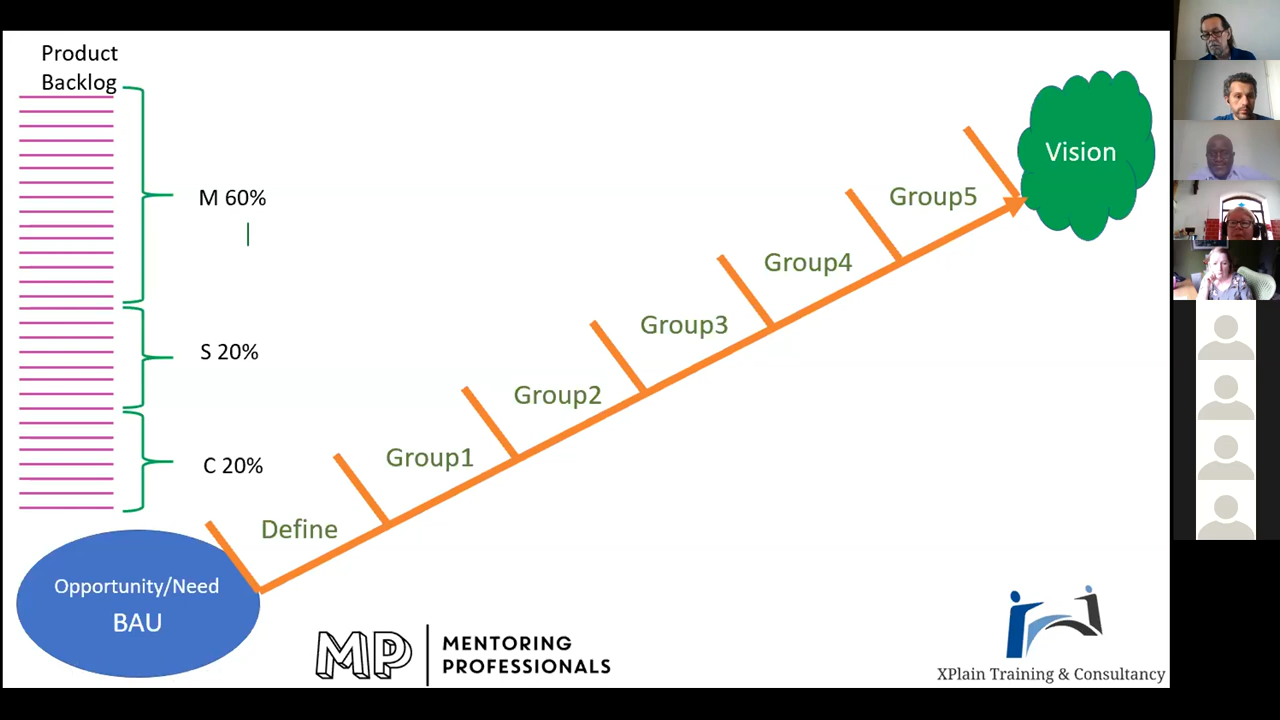 Product
Backlog
M 60%
S 20%
C 20%
Vision
Group5
Group4
Group3
Group2
Group1
Define
Opportunity/Need
BAU
MP
MENTORING
PROFESSIONALS
XPlain Training & Consultancy